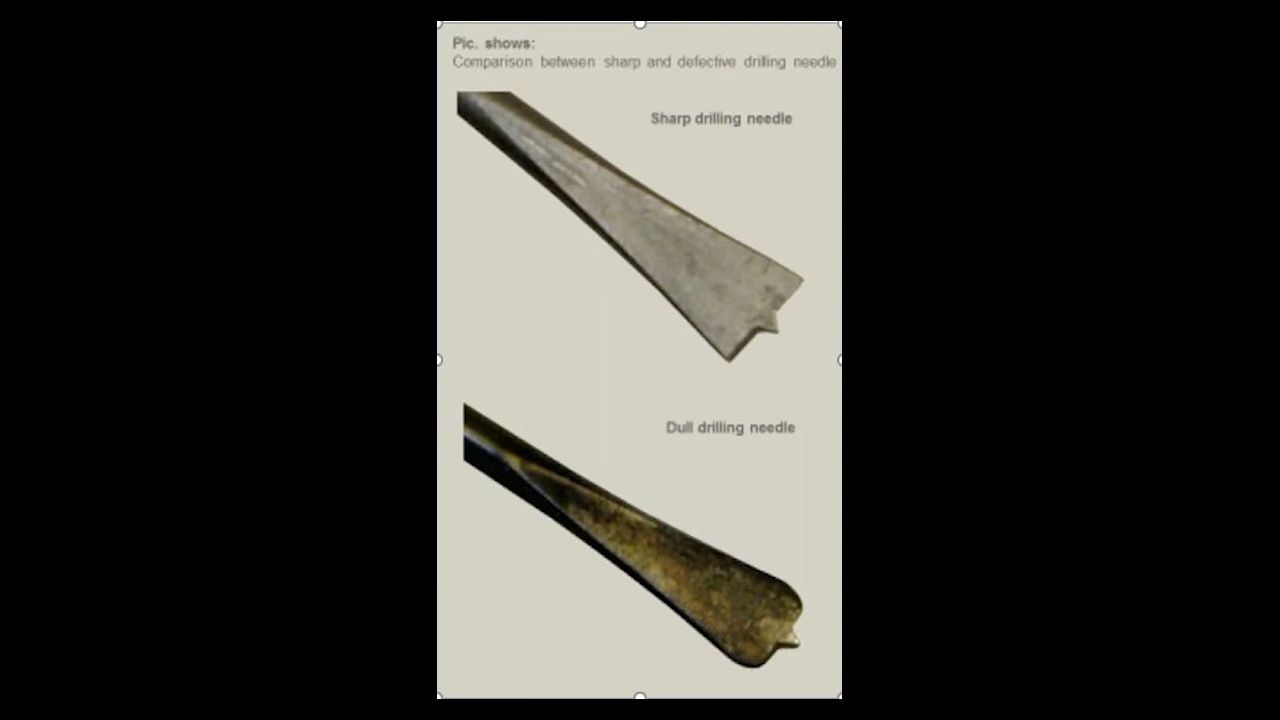 Pic. shows:
Comparison between sharp and defective drilling needle
Sharp drilling needle
Dull drilling needle